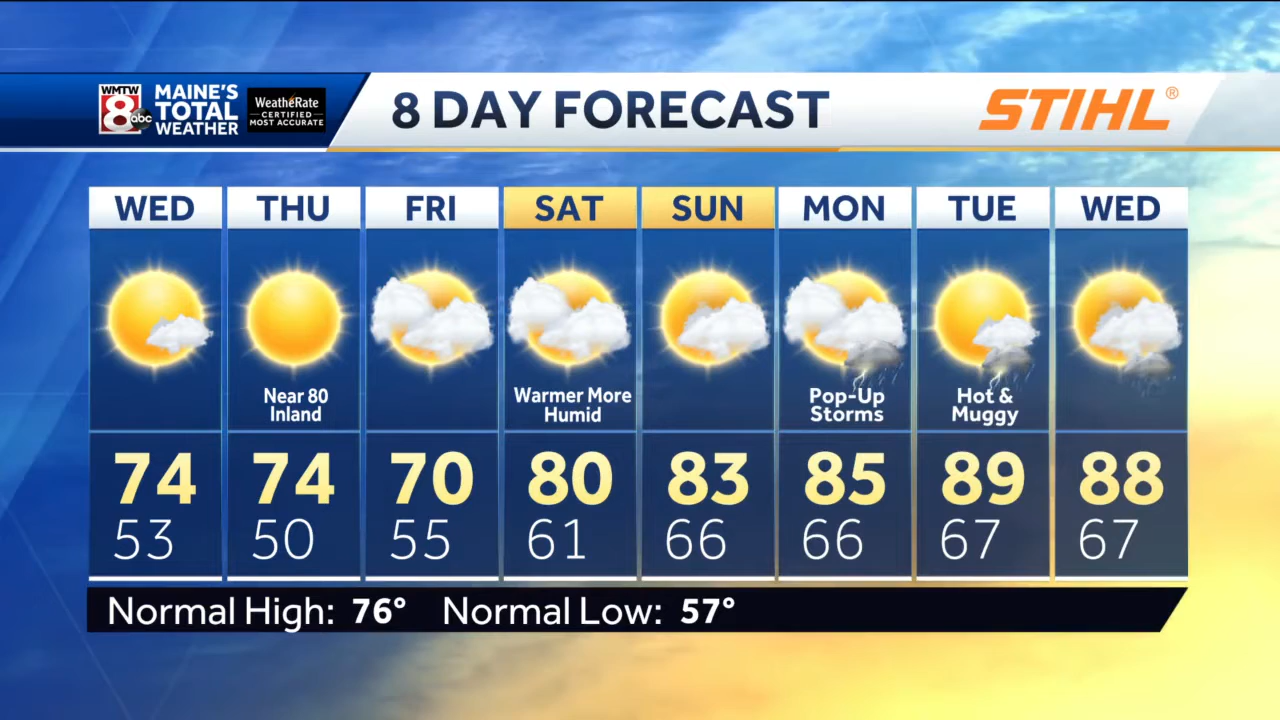 WMTW
8
abc
MAINE'S
TOTAL
WEATHER
WeatheRate
CERTIFIED
MOST ACCURATE
8 DAY FORECAST
STIHL®
WED THU FRI SAT SUN MON TUE WED
Near 80 Warmer More Pop-Up Hot &
Inland Humid Storms Muggy
74 74 70 80 83 85 89 88
53 50 55 61 66 66 67 67
Normal High: 76° Normal Low: 57°